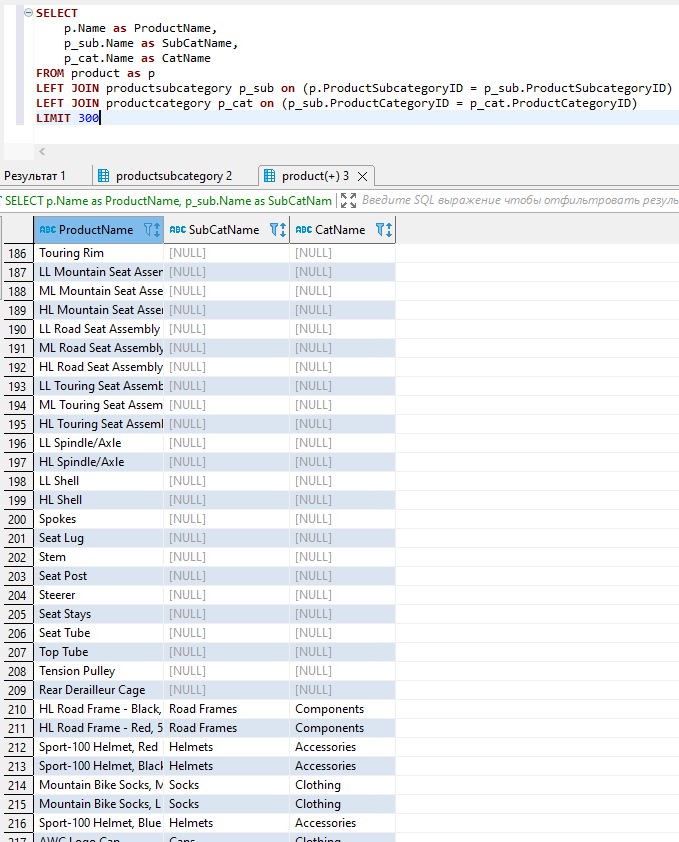 SELECT
p.Name as ProductName,
p_sub.Name as SubCatName,
p_cat.Name as CatName
FROM product as p
LEFT JOIN productsubcategory p_sub on (p.ProductSubcategoryID = p_sub.ProductSubcategoryID)
LEFT JOIN productcategory p_cat on (p_sub.ProductCategoryID = p_cat.ProductCategoryID)
LIMIT 300
Результат 1 productsubcategory 2 product(+) 3
SELECT p.Name as ProductName, p_sub.Name as SubCatNam Введите SQL выражение чтобы отфильтровать резуль
ABC ProductName ABC SubCatName ABC CatName
186 Touring Rim [NULL] [NULL]
187 LL Mountain Seat Assem [NULL] [NULL]
188 ML Mountain Seat Asse [NULL] [NULL]
189 HL Mountain Seat Asse [NULL] [NULL]
190 LL Road Seat Assembly [NULL] [NULL]
191 ML Road Seat Assembly [NULL] [NULL]
192 HL Road Seat Assembly [NULL] [NULL]
193 LL Touring Seat Assemb [NULL] [NULL]
194 ML Touring Seat Assem [NULL] [NULL]
195 HL Touring Seat Assem [NULL] [NULL]
196 LL Spindle/Axle [NULL] [NULL]
197 HL Spindle/Axle [NULL] [NULL]
198 LL Shell [NULL] [NULL]
199 HL Shell [NULL] [NULL]
200 Spokes [NULL] [NULL]
201 Seat Lug [NULL] [NULL]
202 Stem [NULL] [NULL]
203 Seat Post [NULL] [NULL]
204 Steerer [NULL] [NULL]
205 Seat Stays [NULL] [NULL]
206 Seat Tube [NULL] [NULL]
207 Top Tube [NULL] [NULL]
208 Tension Pulley [NULL] [NULL]
209 Rear Derailleur Cage [NULL] [NULL]
210 HL Road Frame - Black, Road Frames Components
211 HL Road Frame - Red, 5 Road Frames Components
212 Sport-100 Helmet, Red Helmets Accessories
213 Sport-100 Helmet, Black Helmets Accessories
214 Mountain Bike Socks, M Socks Clothing
215 Mountain Bike Socks, L Socks Clothing
216 Sport-100 Helmet, Blue Helmets Accessories
217 AWC Logo Cap Caps Clothing